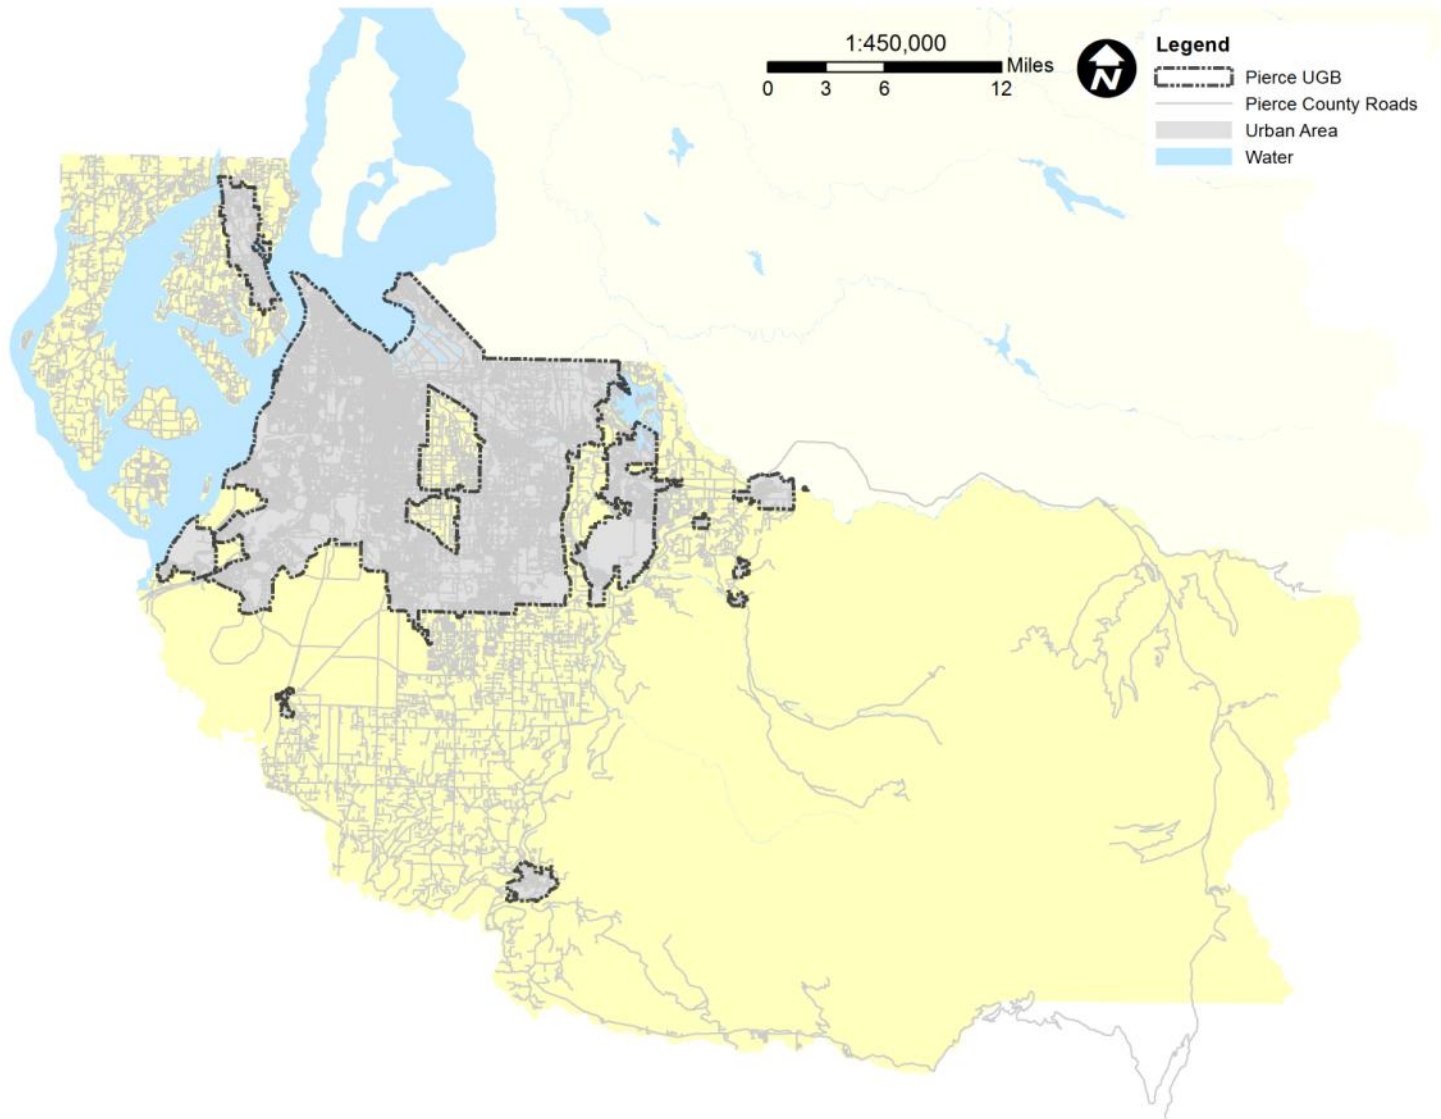 1:450,000
Miles
0 3 6 12
N
Legend
Pierce UGB
Pierce County Roads
Urban Area
Water